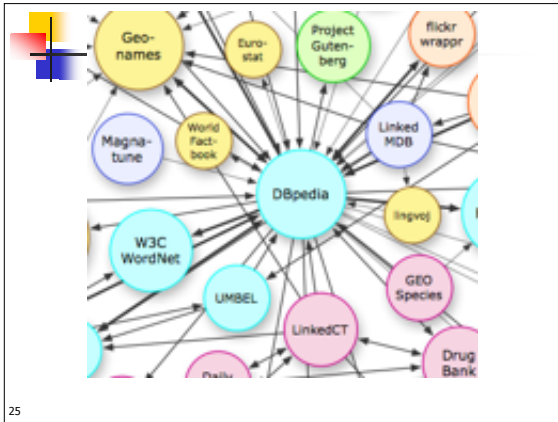 Geo-
names
Euro-
stat
Project
Guten-
berg
flickr
wrappr
Magna-
tune
World
Fact-
book
Linked
MDB
DBpedia
lingvoj
W3C
WordNet
UMBEL
GEO
Species
LinkedCT
Drug
Bank
Daily
25